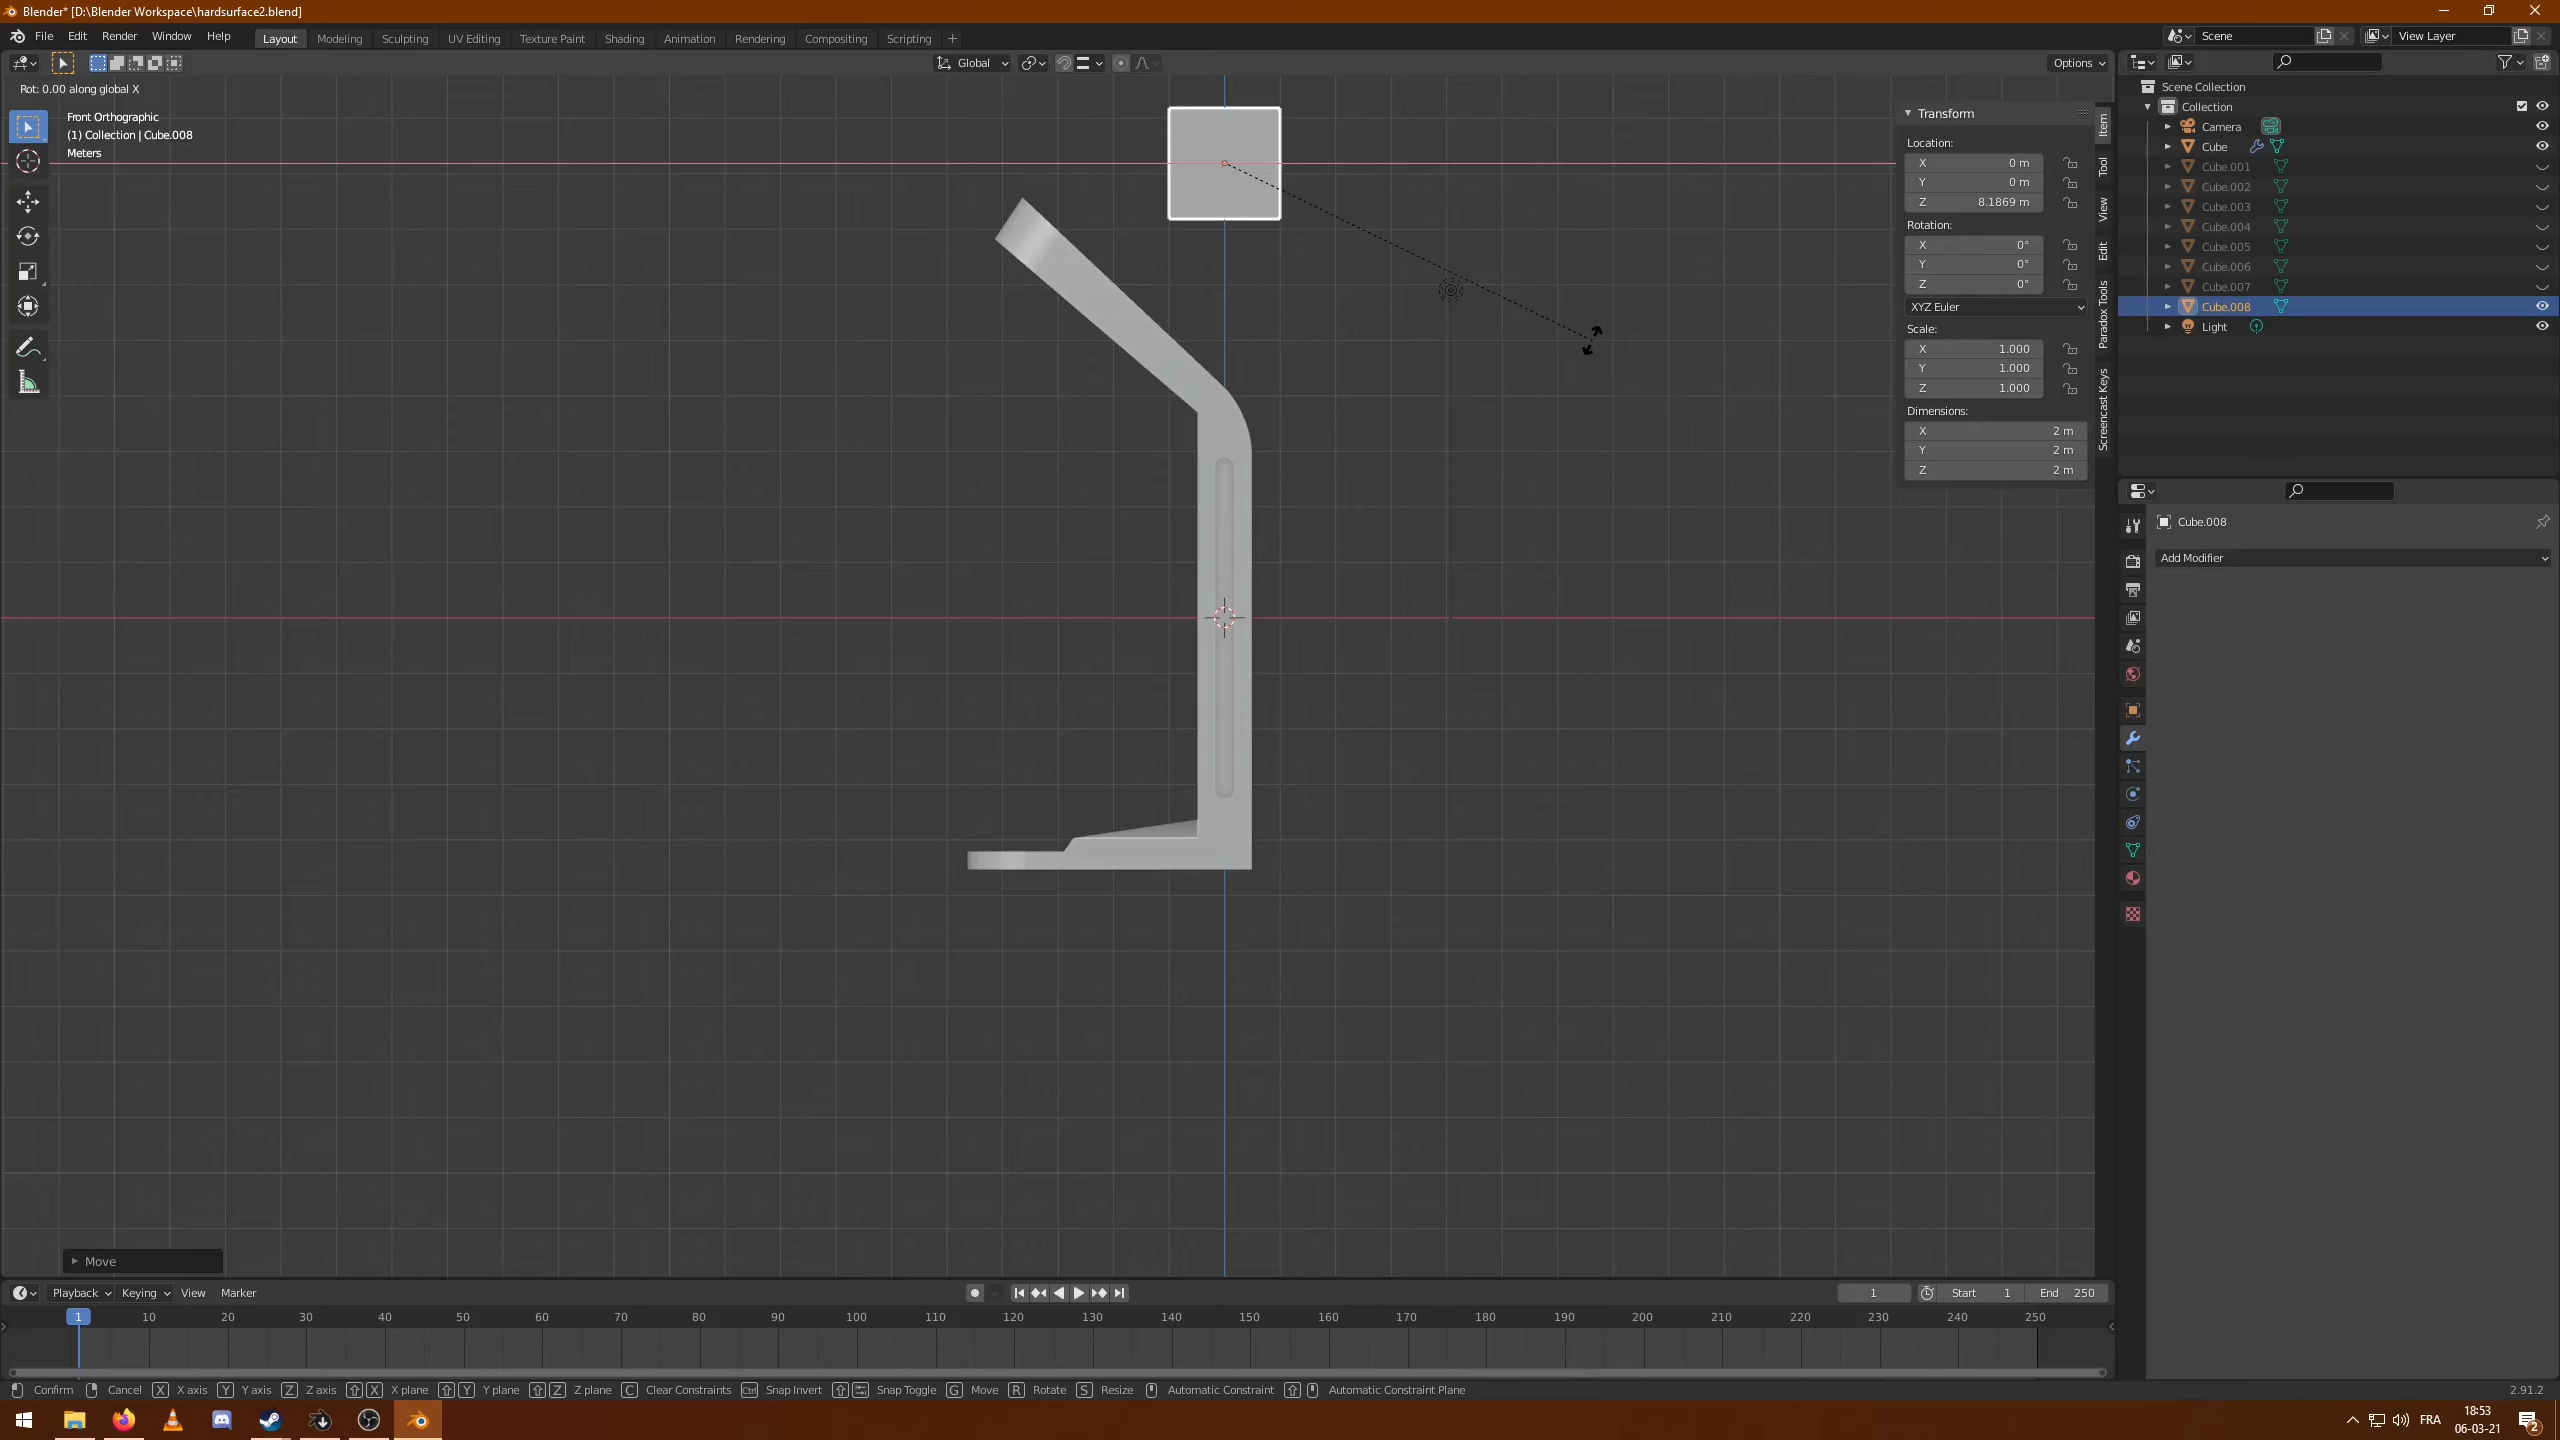 Blender* [D:\Blender Workspace\hardsurface2.blend]
File Edit Render Window Help Layout Modeling Sculpting UV Editing Texture Paint Shading Animation Rendering Compositing Scripting + Scene View Layer
Global Options
Rot: 0.00 along global X
Front Orthographic
(1) Collection | Cube.008
Meters
Transform
Location:
X 0 m
Y 0 m
Z 8.1869 m
Rotation:
X 0°
Y 0°
Z 0°
XYZ Euler
Scale:
X 1.000
Y 1.000
Z 1.000
Dimensions:
X 2 m
Y 2 m
Z 2 m
Item
Tool
View
Edit
Paradox Tools
Screencast Keys
Scene Collection
Collection
Camera
Cube
Cube.001
Cube.002
Cube.003
Cube.004
Cube.005
Cube.006
Cube.007
Cube.008
Light
Cube.008
Add Modifier
Move
Playback Keying View Marker 1 Start 1 End 250
1 10 20 30 40 50 60 70 80 90 100 110 120 130 140 150 160 170 180 190 200 210 220 230 240 250
Confirm Cancel X X axis Y Y axis Z Z axis X X plane Y Y plane Z Z plane C Clear Constraints Ctrl Snap Invert Snap Toggle G Move R Rotate S Resize Automatic Constraint Automatic Constraint Plane 2.91.2
FRA
18:53
06-03-21
2